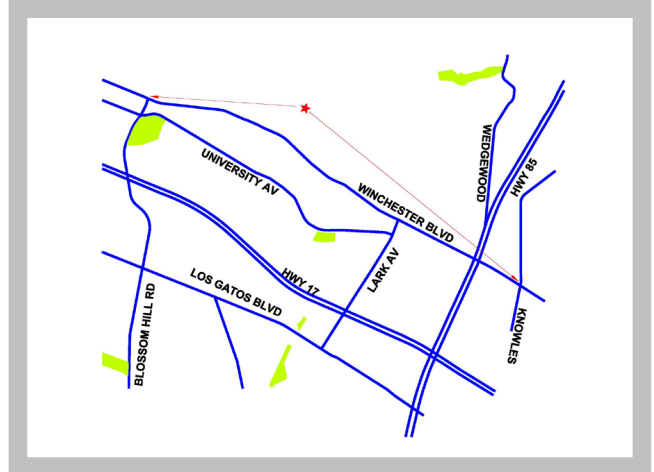 WEDGEWOOD
HWY 85
UNIVERSITY AV
WINCHESTER BLVD
LARK AV
HWY 17
LOS GATOS BLVD
BLOSSOM HILL RD
KNOWLES